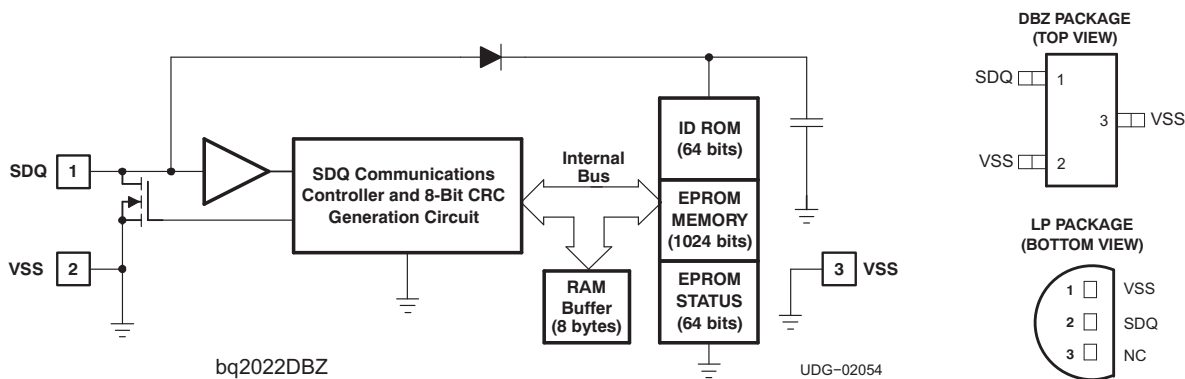 SDQ
1
VSS
2
SDQ Communications
Controller and 8-Bit CRC
Generation Circuit
Internal
Bus
RAM
Buffer
(8 bytes)
ID ROM
(64 bits)
EPROM
MEMORY
(1024 bits)
EPROM
STATUS
(64 bits)
3 VSS
bq2022DBZ
UDG−02054
DBZ PACKAGE
(TOP VIEW)
SDQ 1
3 VSS
VSS 2
LP PACKAGE
(BOTTOM VIEW)
1 VSS
2 SDQ
3 NC